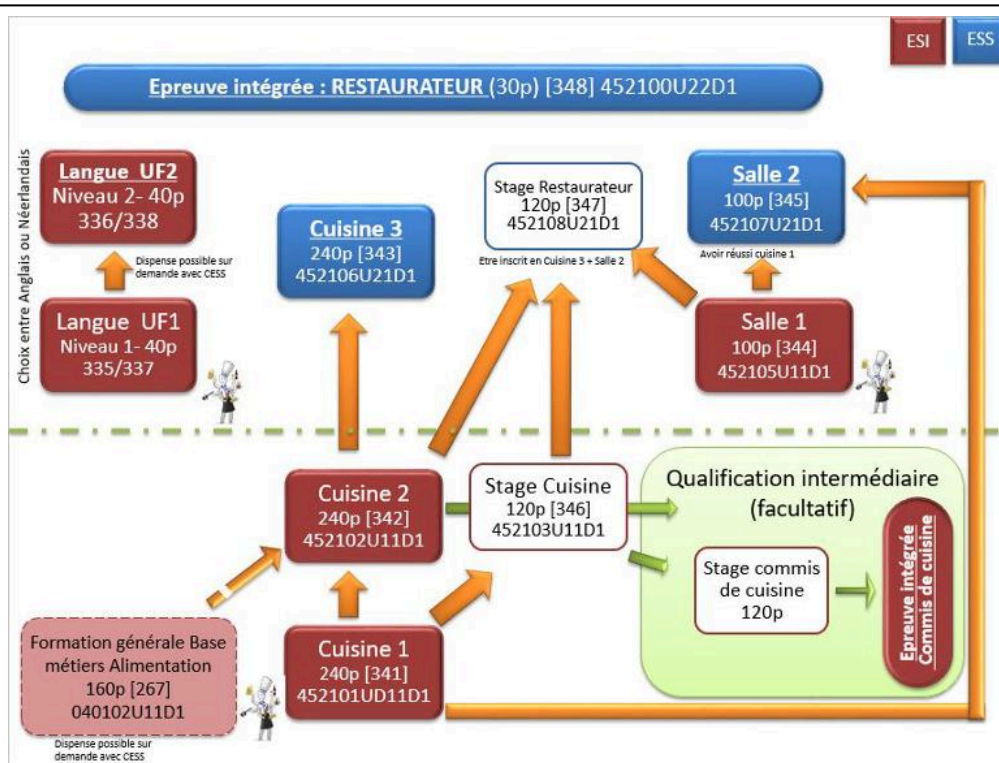 ESI
ESS
Epreuve intégrée : RESTAURATEUR (30p) [348] 452100U22D1
Choix entre Anglais ou Néerlandais
Langue UF2
Niveau 2- 40p
336/338
Dispense possible sur
demande avec CESS
Langue UF1
Niveau 1- 40p
335/337
Cuisine 3
240p [343]
452106U21D1
Stage Restaurateur
120p [347]
452108U21D1
Etre inscrit en Cuisine 3 + Salle 2
Salle 2
100p [345]
452107U21D1
Avoir réussi cuisine 1
Salle 1
100p [344]
452105U11D1
Cuisine 2
240p [342]
452102U11D1
Stage Cuisine
120p [346]
452103U11D1
Qualification intermédiaire
(facultatif)
Stage commis
de cuisine
120p
Epreuve intégrée
Commis de cuisine
Formation générale Base
métiers Alimentation
160p [267]
040102U11D1
Dispense possible sur
demande avec CESS
Cuisine 1
240p [341]
452101UD11D1